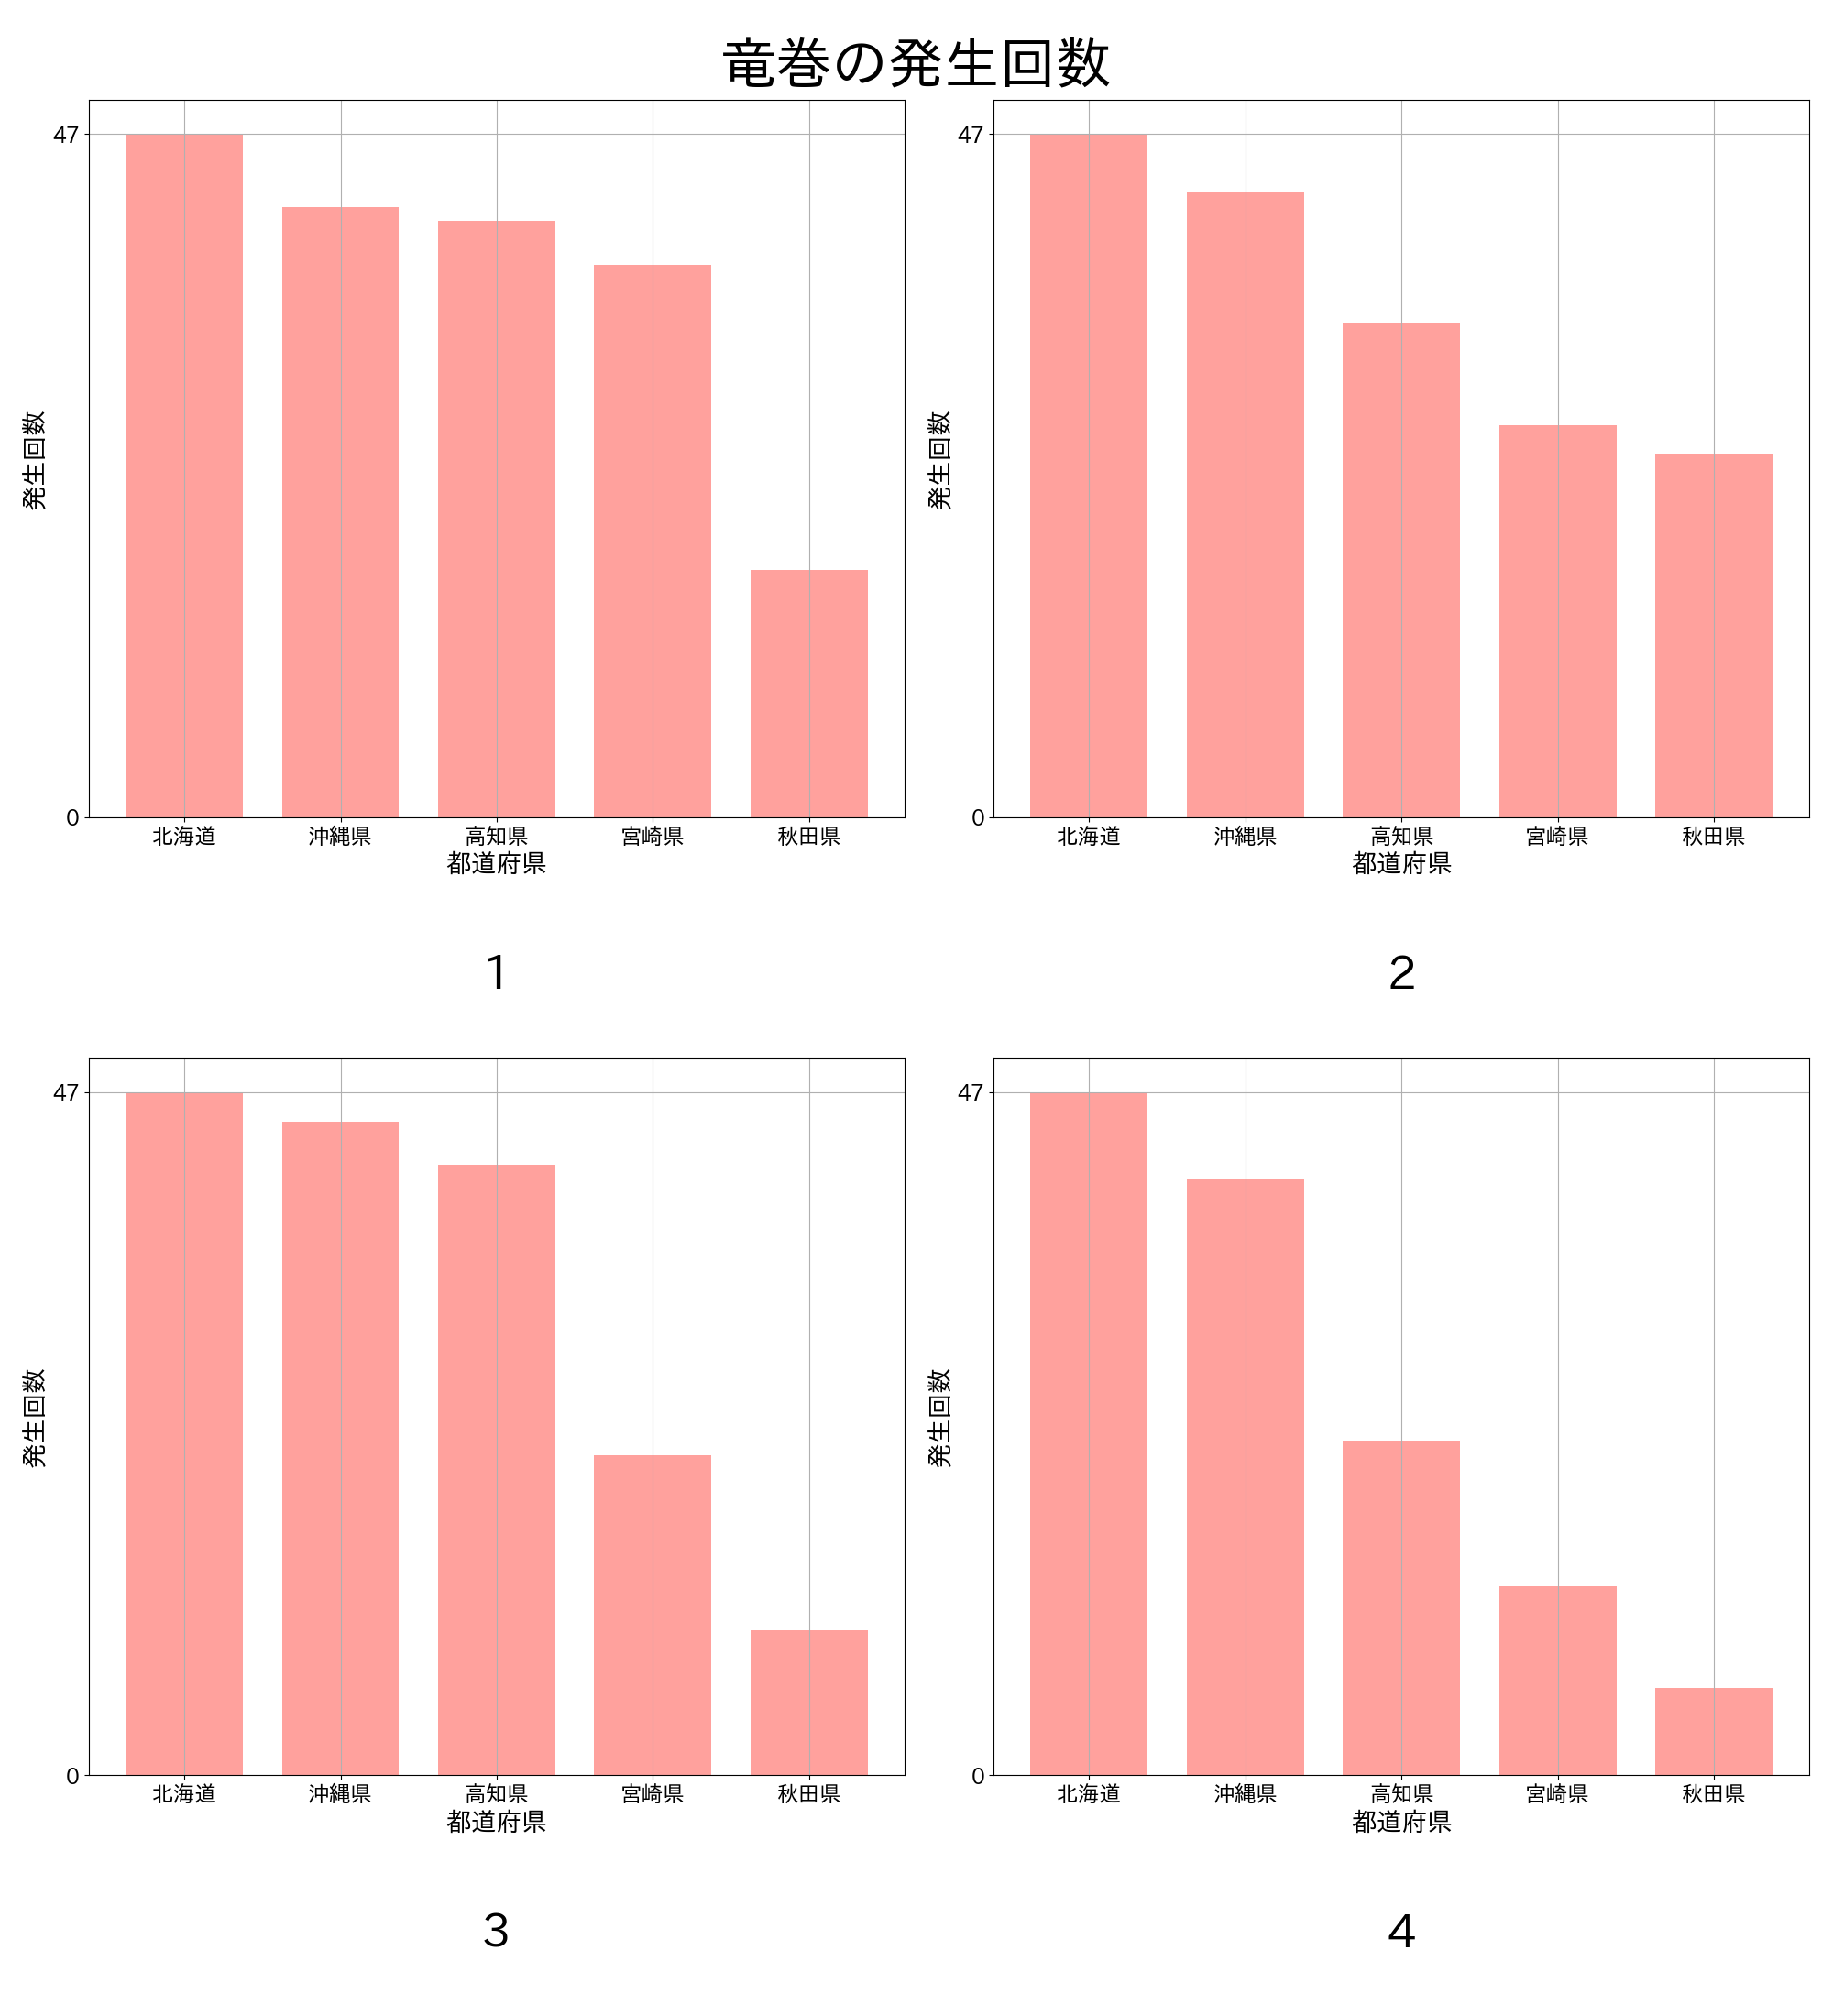 竜巻の発生回数
47
0
発生回数
北海道 沖縄県 高知県 宮崎県 秋田県
都道府県
1
47
0
発生回数
北海道 沖縄県 高知県 宮崎県 秋田県
都道府県
2
47
0
発生回数
北海道 沖縄県 高知県 宮崎県 秋田県
都道府県
3
47
0
発生回数
北海道 沖縄県 高知県 宮崎県 秋田県
都道府県
4